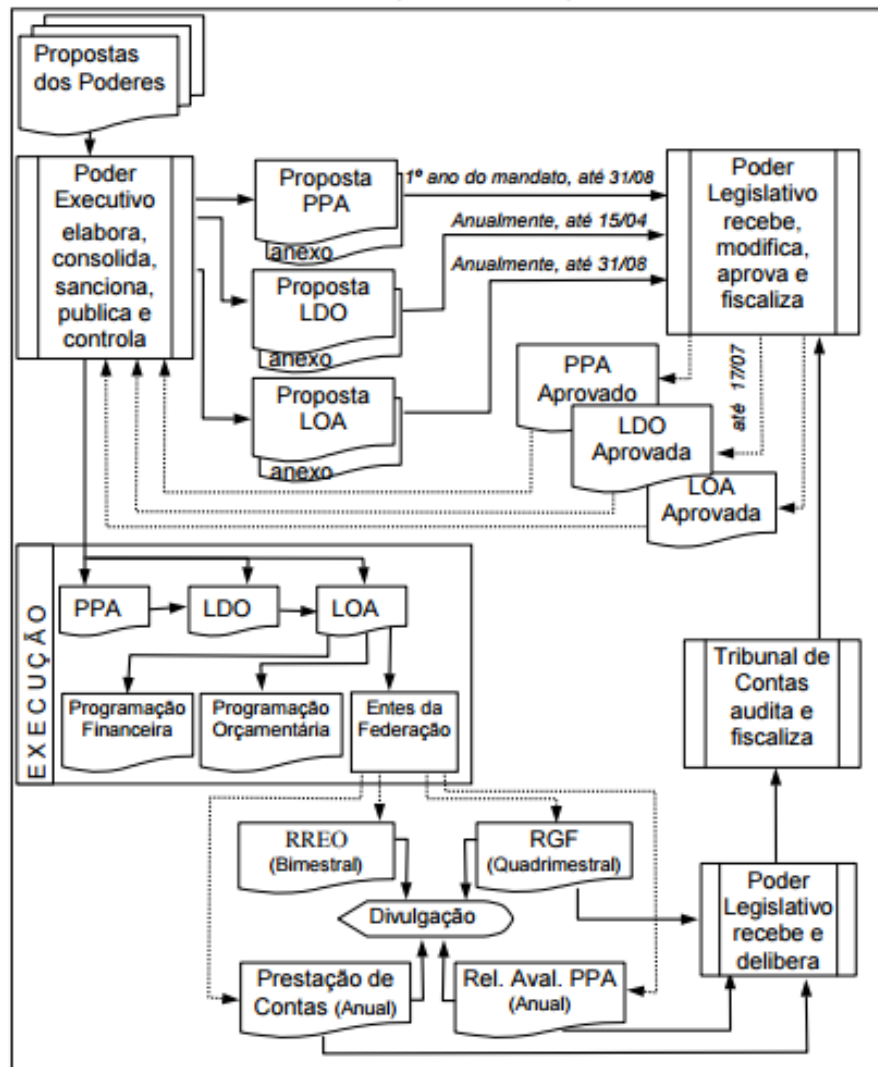 Propostas
dos Poderes
Poder
Executivo
elabora,
consolida,
sanciona,
publica e
controla
Proposta
PPA
anexo
1º ano do mandato, até 31/08
Poder
Legislativo
recebe,
modifica,
aprova e
fiscaliza
Anualmente, até 15/04
Anualmente, até 31/08
Proposta
LDO
anexo
Proposta
LOA
anexo
PPA
Aprovado
até 17/07
LDO
Aprovada
LOA
Aprovada
EXECUÇÃO
PPA
LDO
LOA
Programação
Financeira
Programação
Orçamentária
Entes da
Federação
Tribunal de
Contas
audita e
fiscaliza
RREO
(Bimestral)
RGF
(Quadrimestral)
Divulgação
Poder
Legislativo
recebe e
delibera
Prestação de
Contas (Anual)
Rel. Aval. PPA
(Anual)